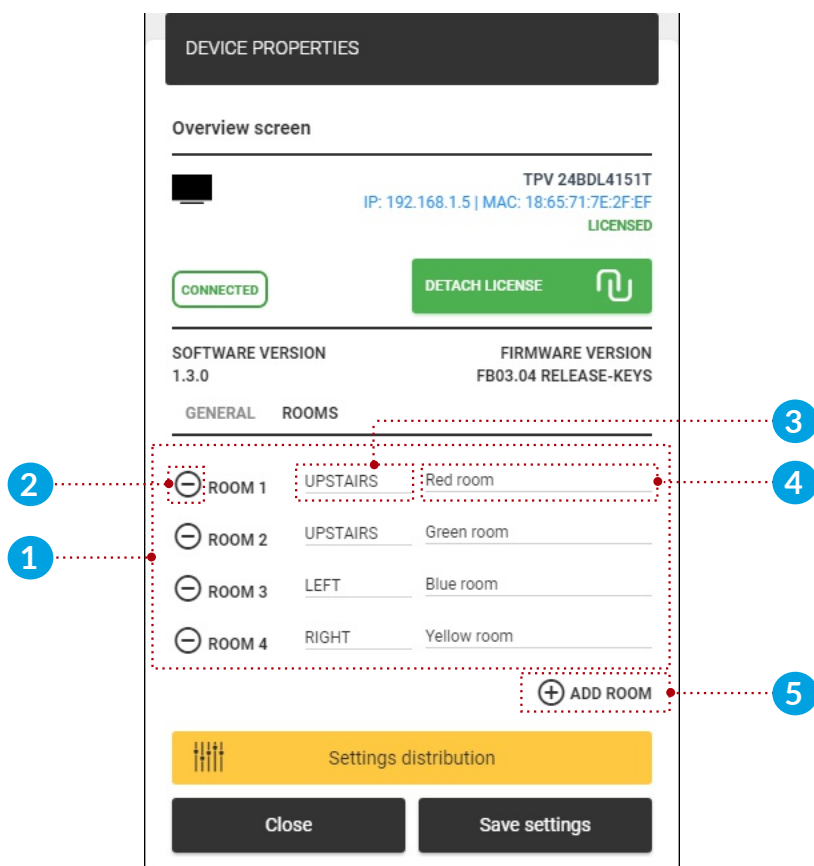 DEVICE PROPERTIES
Overview screen
TPV 24BDL4151T
IP: 192.168.1.5 | MAC: 18:65:71:7E:2F:EF
LICENSED
CONNECTED
DETACH LICENSE
SOFTWARE VERSION
1.3.0
FIRMWARE VERSION
FB03.04 RELEASE-KEYS
GENERAL ROOMS
3
2 ROOM 1 UPSTAIRS Red room 4
1
ROOM 2 UPSTAIRS Green room
ROOM 3 LEFT Blue room
ROOM 4 RIGHT Yellow room
ADD ROOM 5
Settings distribution
Close Save settings